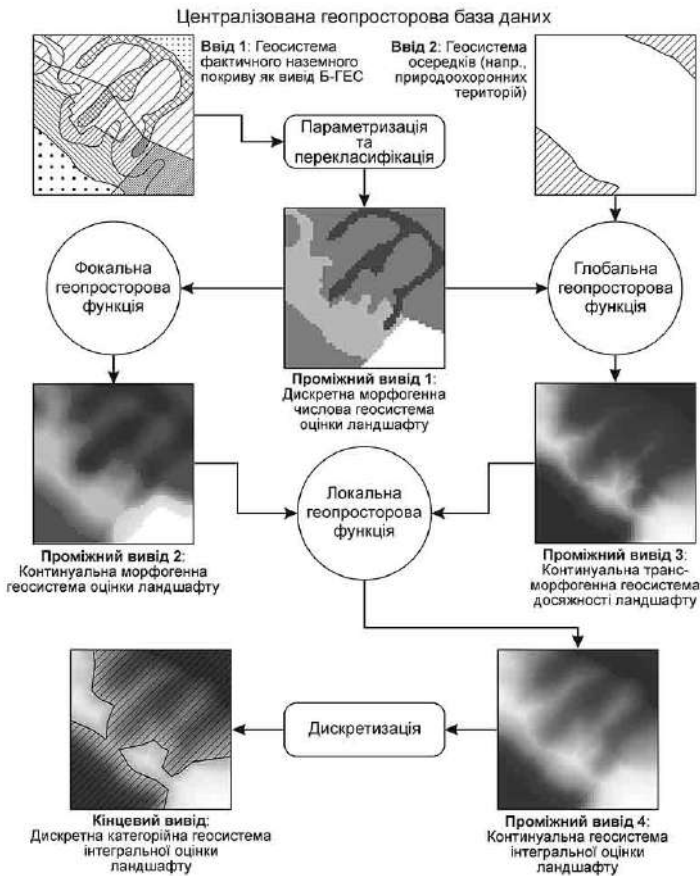 Централізована геопросторова база даних
Ввід 1: Геосистема
фактичного наземного
покриву як вивід Б-ГЕС
Ввід 2: Геосистема
осередків (напр.,
природоохоронних
територій)
Параметризація
та
перекласифікація
Фокальна
геопросторова
функція
Глобальна
геопросторова
функція
Проміжний вивід 1:
Дискретна морфогенна
числова геосистема
оцінки ландшафту
Локальна
геопросторова
функція
Проміжний вивід 2:
Континуальна морфогенна
геосистема оцінки ландшафту
Проміжний вивід 3:
Континуальна транс-
морфогенна геосистема
досяжності ландшафту
Дискретизація
Кінцевий вивід:
Дискретна категорійна геосистема
інтегральної оцінки
ландшафту
Проміжний вивід 4:
Континуальна геосистема
інтегральної оцінки
ландшафту